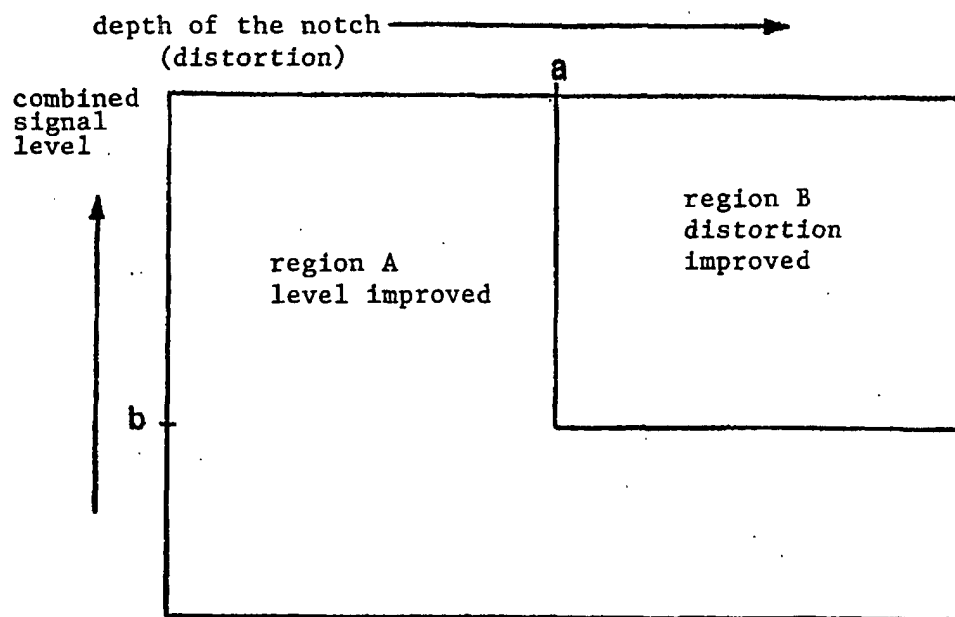 depth of the notch
(distortion)
a
combined
signal
level
region B
distortion
improved
region A
level improved
b